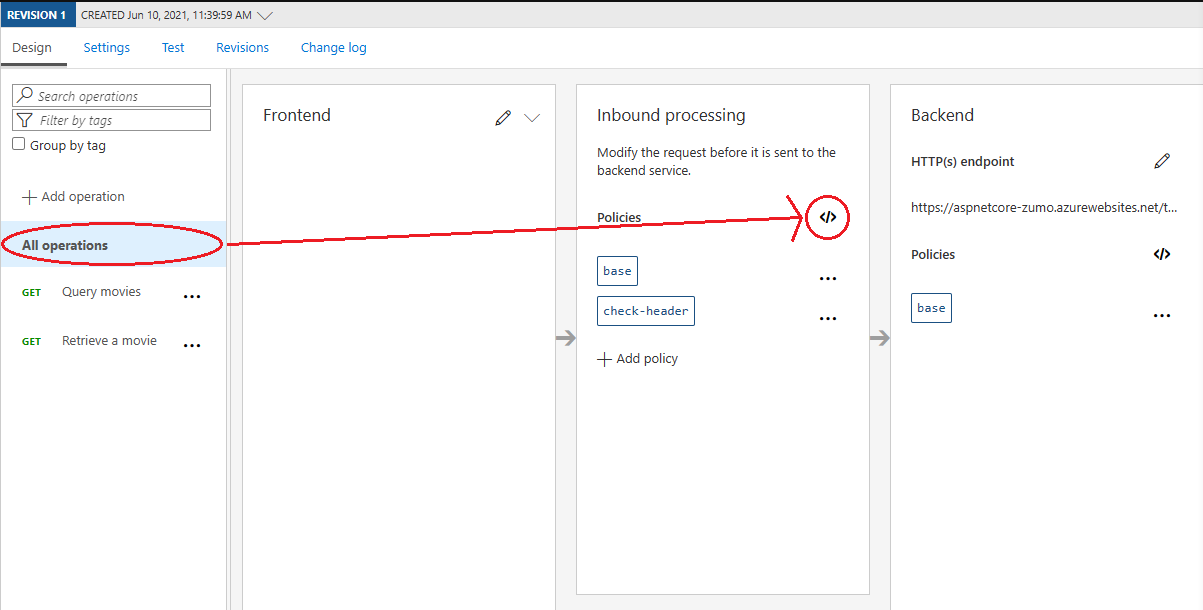 REVISION 1 CREATED Jun 10, 2021, 11:39:59 AM
Design Settings Test Revisions Change log
Search operations
Filter by tags
Group by tag
Add operation
All operations
GET Query movies ...
GET Retrieve a movie ...
Frontend
Inbound processing
Modify the request before it is sent to the
backend service.
Policies </>
base ...
check-header ...
Add policy
Backend
HTTP(s) endpoint
https://aspnetcore-zumo.azurewebsites.net/t...
Policies </>
base ...